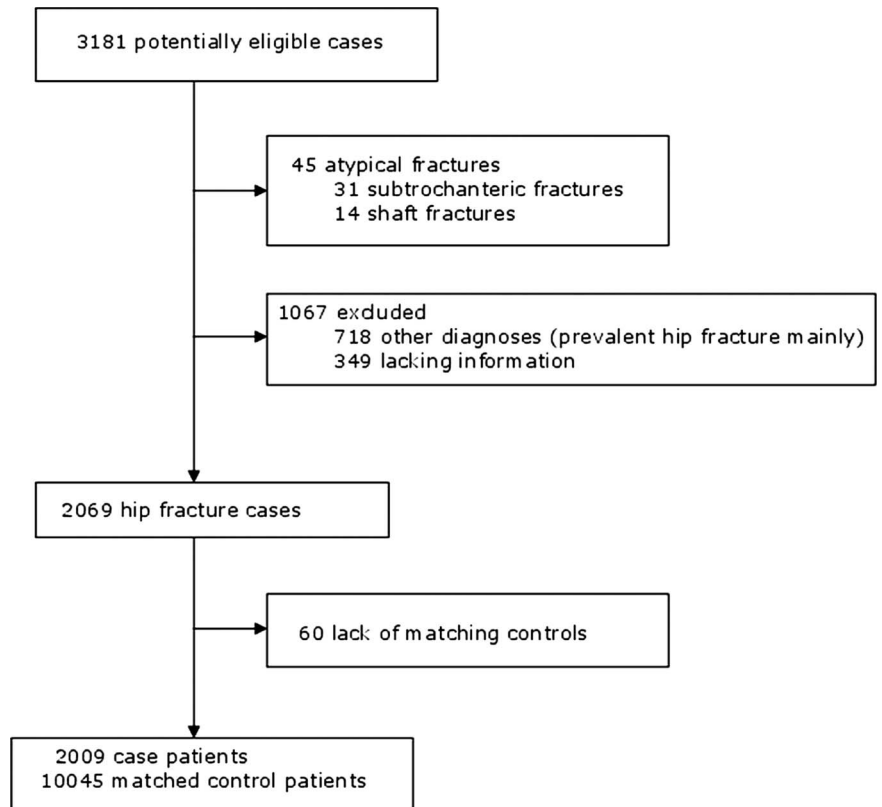 3181 potentially eligible cases
45 atypical fractures
31 subtrochanteric fractures
14 shaft fractures
1067 excluded
718 other diagnoses (prevalent hip fracture mainly)
349 lacking information
2069 hip fracture cases
60 lack of matching controls
2009 case patients
10045 matched control patients